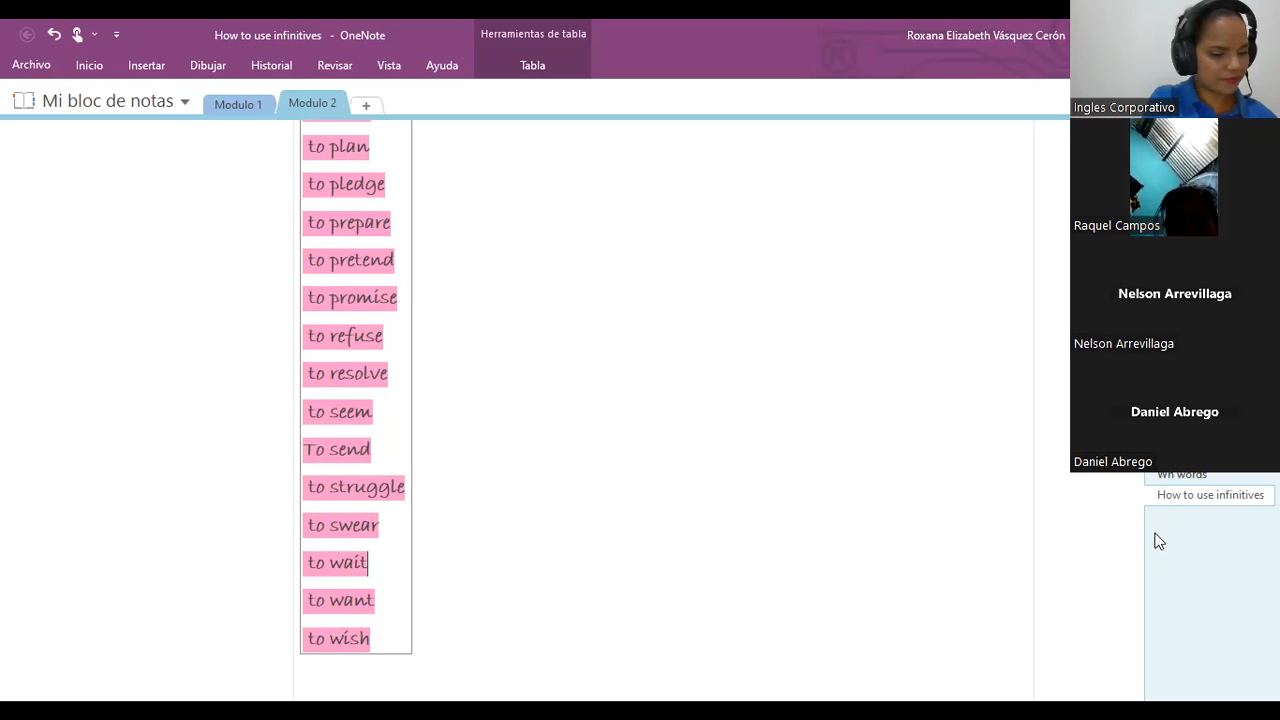 How to use infinitives - OneNote
Herramientas de tabla
Roxana Elizabeth Vásquez Cerón
Archivo Inicio Insertar Dibujar Historial Revisar Vista Ayuda Tabla
Mi bloc de notas
Modulo 1
Modulo 2
to plan
to pledge
to prepare
to pretend
to promise
to refuse
to resolve
to seem
To send
to struggle
to swear
to wait
to want
to wish
Ingles Corporativo
Raquel Campos
Nelson Arrevillaga
Nelson Arrevillaga
Daniel Abrego
Daniel Abrego
Wh words
How to use infinitives